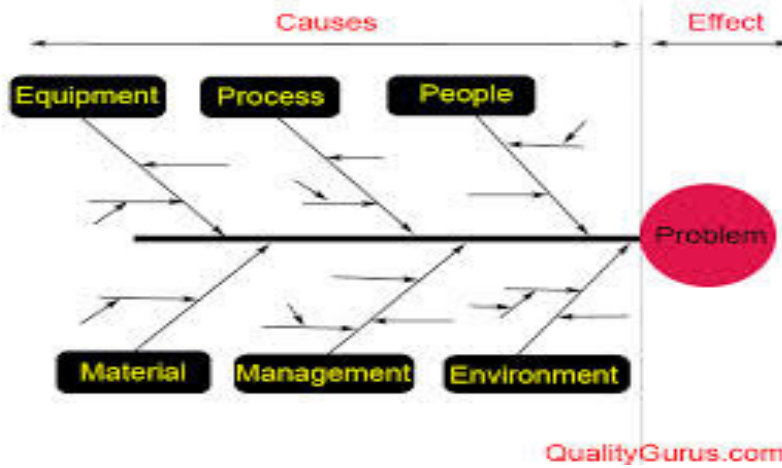 Causes
Effect
Equipment
Process
People
Problem
Material
Management
Environment
QualityGurus.com